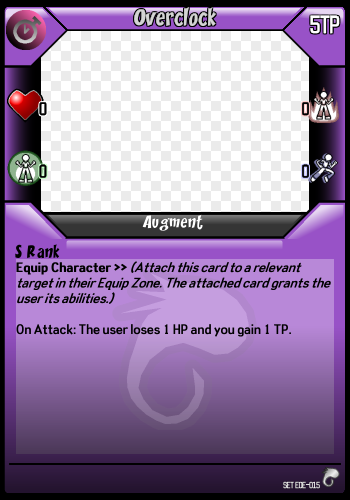 Overclock
5TP
0
0
0
0
Augment
S Rank
Equip Character >> (Attach this card to a relevant
target in their Equip Zone. The attached card grants the
user its abilities.)
On Attack: The user loses 1 HP and you gain 1 TP.
SET EDE-015